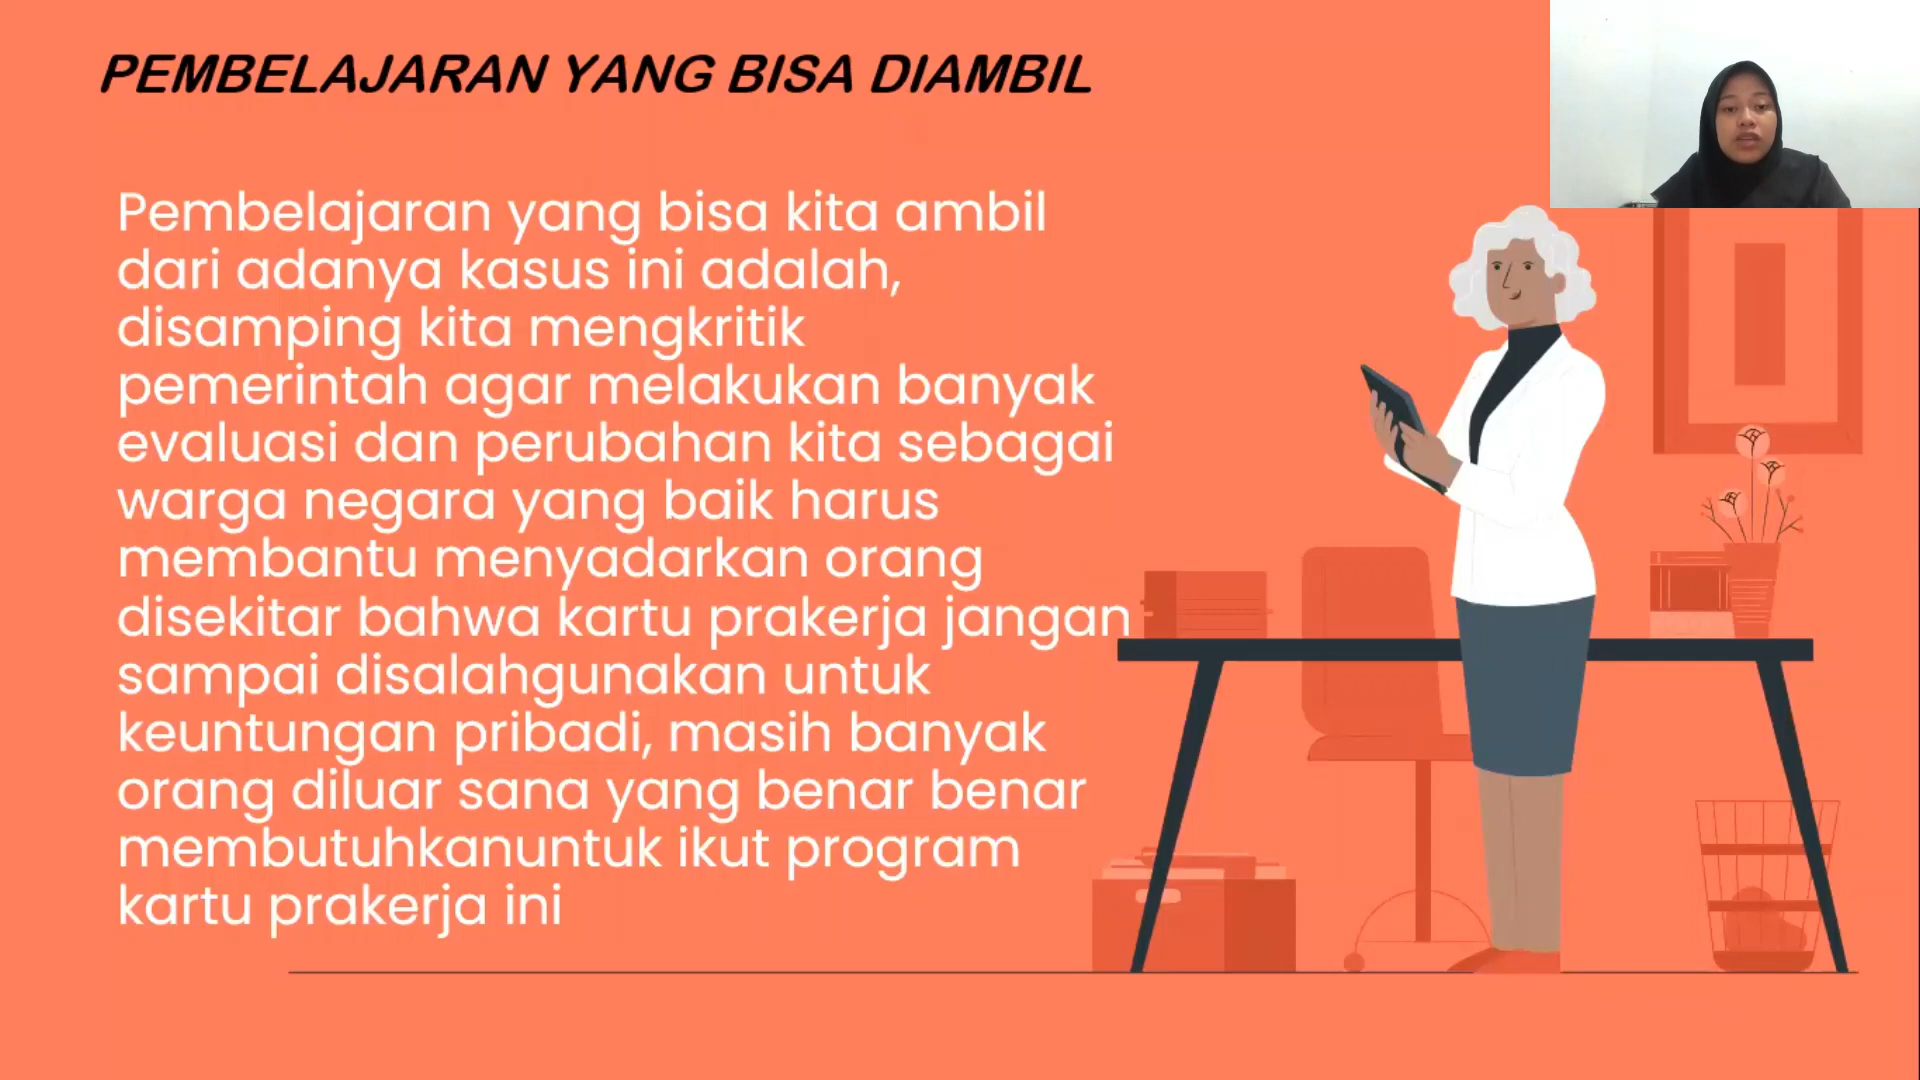 PEMBELAJARAN YANG BISA DIAMBIL
Pembelajaran yang bisa kita ambil
dari adanya kasus ini adalah,
disamping kita mengkritik
pemerintah agar melakukan banyak
evaluasi dan perubahan kita sebagai
warga negara yang baik harus
membantu menyadarkan orang
disekitar bahwa kartu prakerja jangan
sampai disalahgunakan untuk
keuntungan pribadi, masih banyak
orang diluar sana yang benar benar
membutuhkanuntuk ikut program
kartu prakerja ini